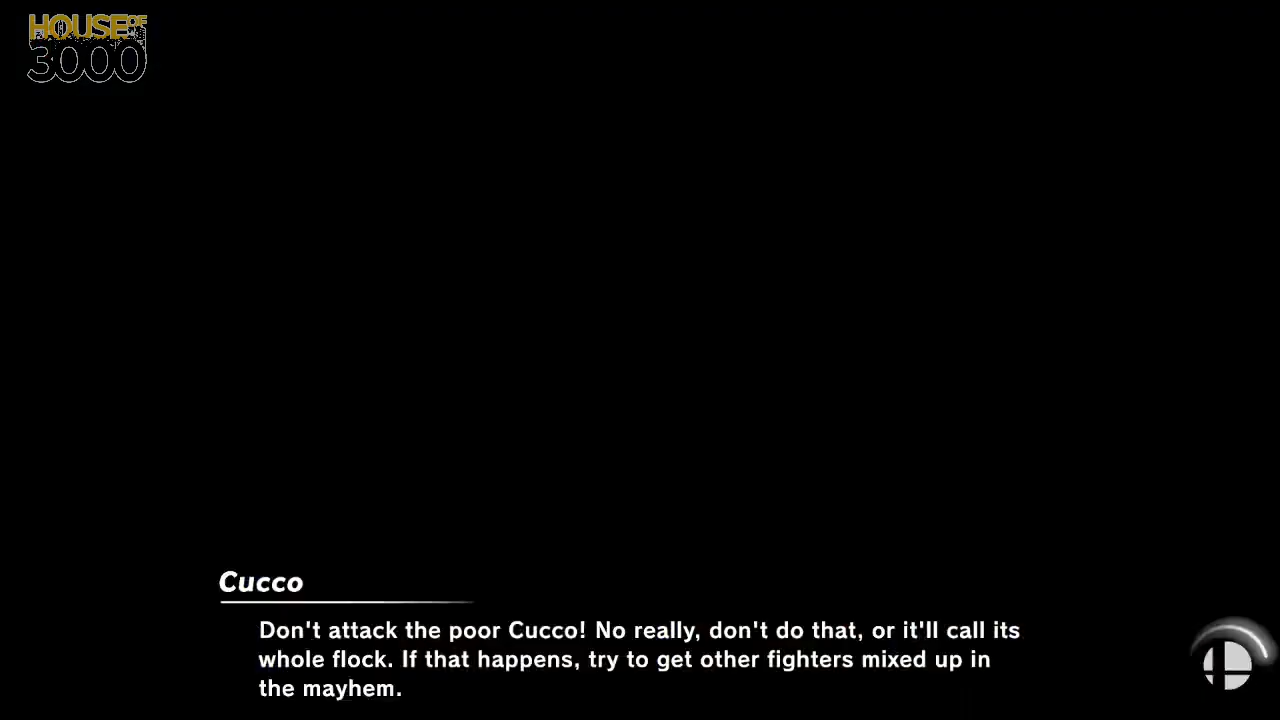 HOUSE OF
3000
Cucco
Don't attack the poor Cucco! No really, don't do that, or it'll call its
whole flock. If that happens, try to get other fighters mixed up in
the mayhem.